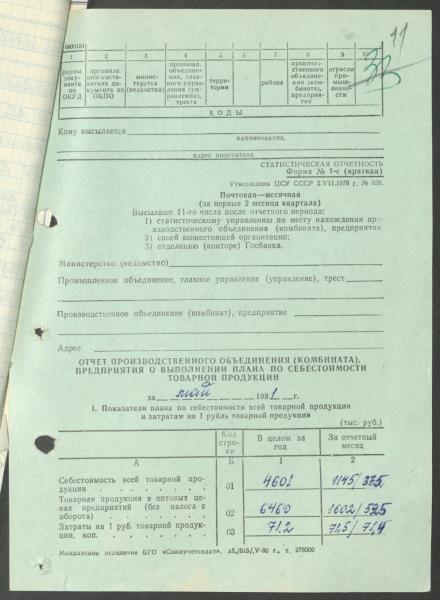 11
33
0606181
1 2 3 4 5 6 7 8 9 10
формы документа по ОКУД
организации-составителя документа по ОКПО
министерства (ведомства)
промышл. объединения, главного управления (управления), треста
территории
района
производственного объединения (комбината), предприятия
отрасли промышленности
КОДЫ
Кому высылается
наименование,
адрес получателя
СТАТИСТИЧЕСКАЯ ОТЧЕТНОСТЬ
Форма № 1-с (краткая)
Утверждена ЦСУ СССР 2.VII.1979 г. №
Почтовая—месячная
(за первые 2 месяца квартала)
Высылают 11-го числа после отчетного периода:
1) статистическому управлению по месту нахождения производственного объединения (комбината), предприятия;
2) своей вышестоящей организации;
3) отделению (конторе) Госбанка.
Министерство (ведомство)
Промышленное объединение, главное управление (управление), трест
Производственное объединение (комбинат), предприятие
Адрес
ОТЧЕТ ПРОИЗВОДСТВЕННОГО ОБЪЕДИНЕНИЯ (КОМБИНАТА),
ПРЕДПРИЯТИЯ О ВЫПОЛНЕНИИ ПЛАНА ПО СЕБЕСТОИМОСТИ
ТОВАРНОЙ ПРОДУКЦИИ
за май 1981 г.
1. Показатели плана по себестоимости всей товарной продукции
и затратам на 1 рубль товарной продукции
(тыс. руб.)
Код строки
В целом за год
За отчетный месяц
А Б 1 2
Себестоимость всей товарной продукции 01 4601 1145/375
Товарная продукция в оптовых ценах предприятий (без налога с оборота) 02 6460 1602/525
Затраты на 1 руб. товарной продукции, коп. 03 71,2 71,5/71,4
Молдавское отделение ВГО «Союзучетиздат», з5./515/,V-80 г., т. 276000